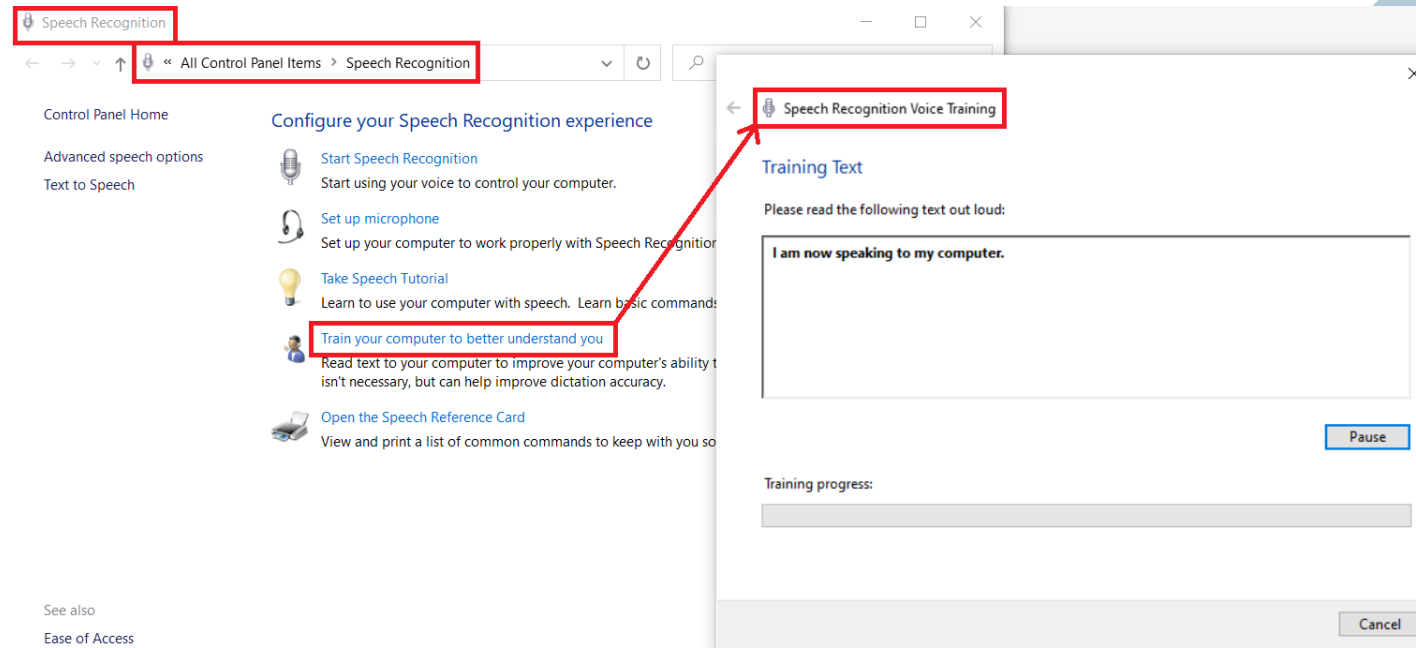 Speech Recognition
« All Control Panel Items > Speech Recognition
Control Panel Home
Advanced speech options
Text to Speech
Configure your Speech Recognition experience
Start Speech Recognition
Start using your voice to control your computer.
Set up microphone
Set up your computer to work properly with Speech Recognition
Take Speech Tutorial
Learn to use your computer with speech. Learn basic commands
Train your computer to better understand you
Read text to your computer to improve your computer's ability
isn't necessary, but can help improve dictation accuracy.
Open the Speech Reference Card
View and print a list of common commands to keep with you so
See also
Ease of Access
Speech Recognition Voice Training
Training Text
Please read the following text out loud:
I am now speaking to my computer.
Pause
Training progress:
Cancel